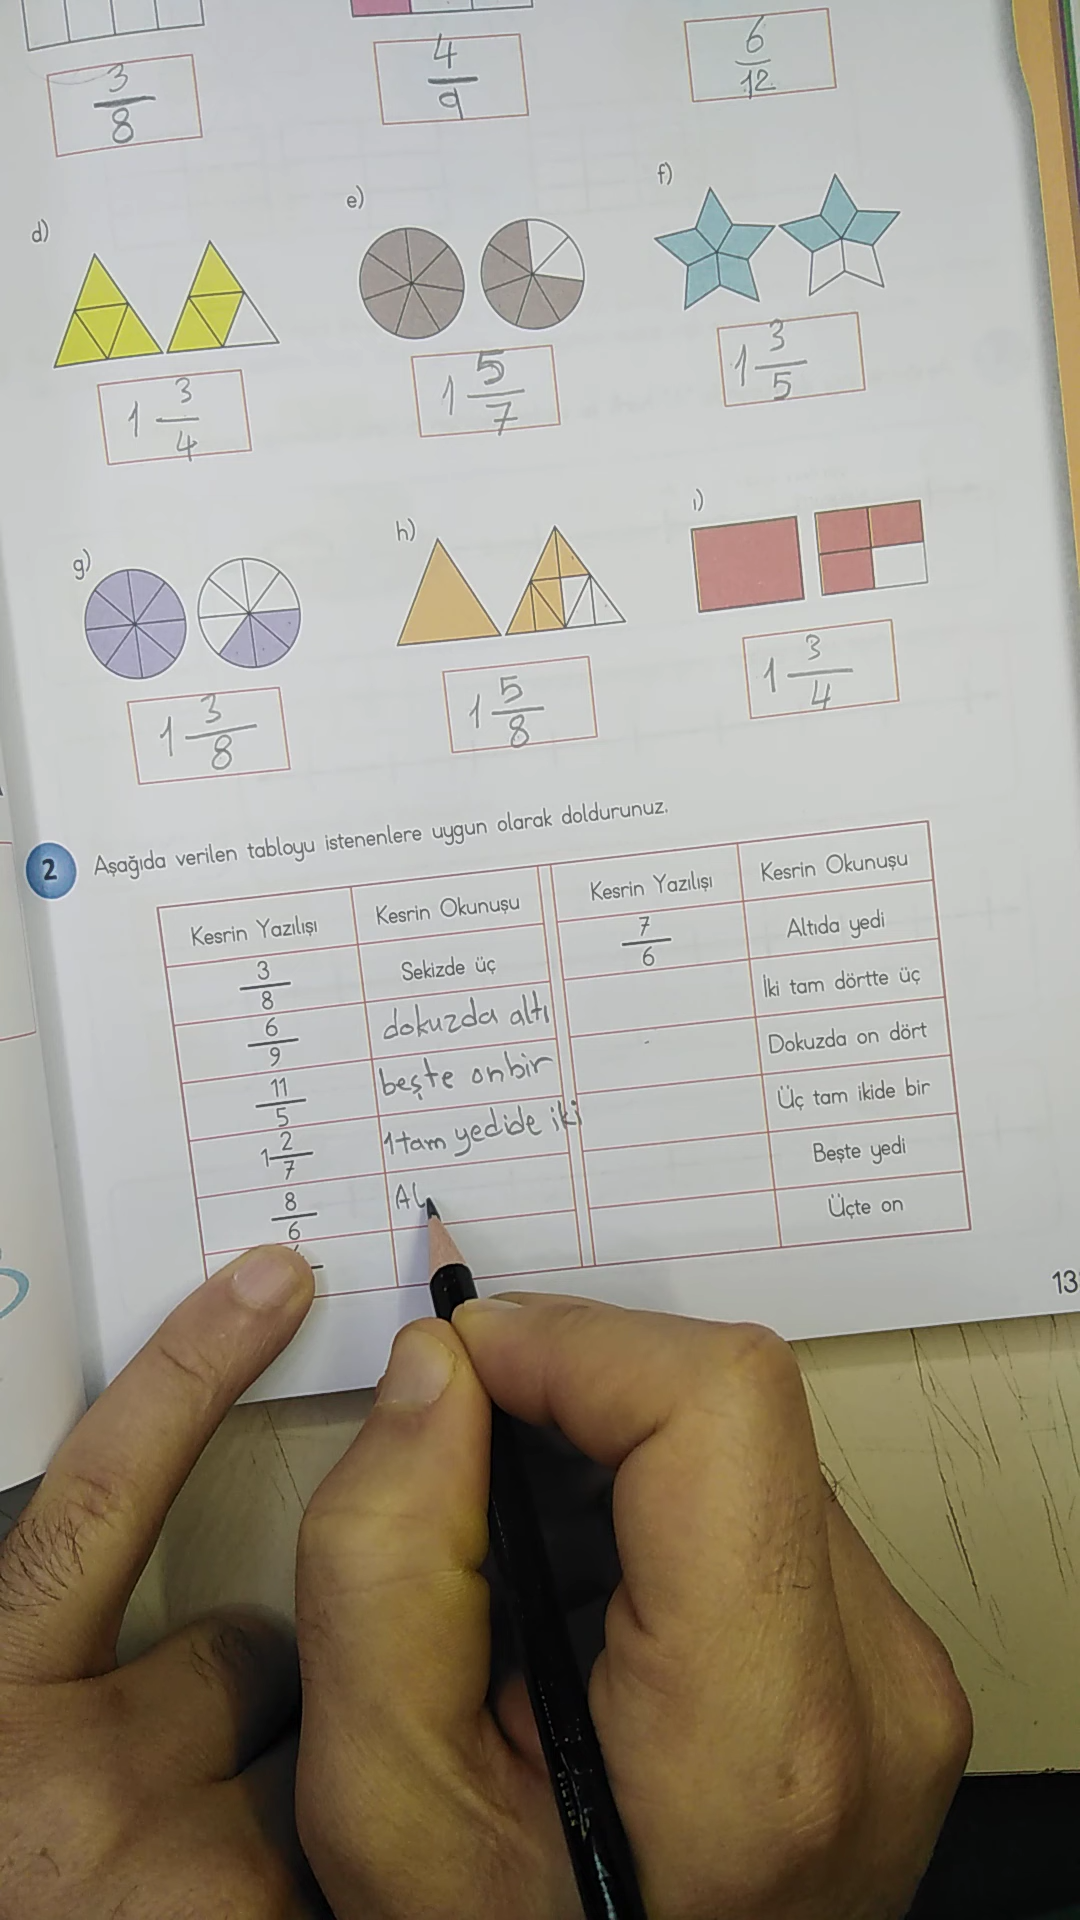 3/8
4/9
6/12
d)
e)
f)
1 3/4
1 5/7
1 3/5
g)
h)
ı)
1 3/8
1 5/8
1 3/4
2 Aşağıda verilen tabloyu istenenlere uygun olarak doldurunuz.
Kesrin Yazılışı Kesrin Okunuşu
3/8 Sekizde üç
6/9 dokuzda altı
11/5 beşte onbir
1 2/7 1 tam yedide iki
8/6 Al
Kesrin Yazılışı Kesrin Okunuşu
7/6 Altıda yedi
İki tam dörtte üç
Dokuzda on dört
Üç tam ikide bir
Beşte yedi
Üçte on